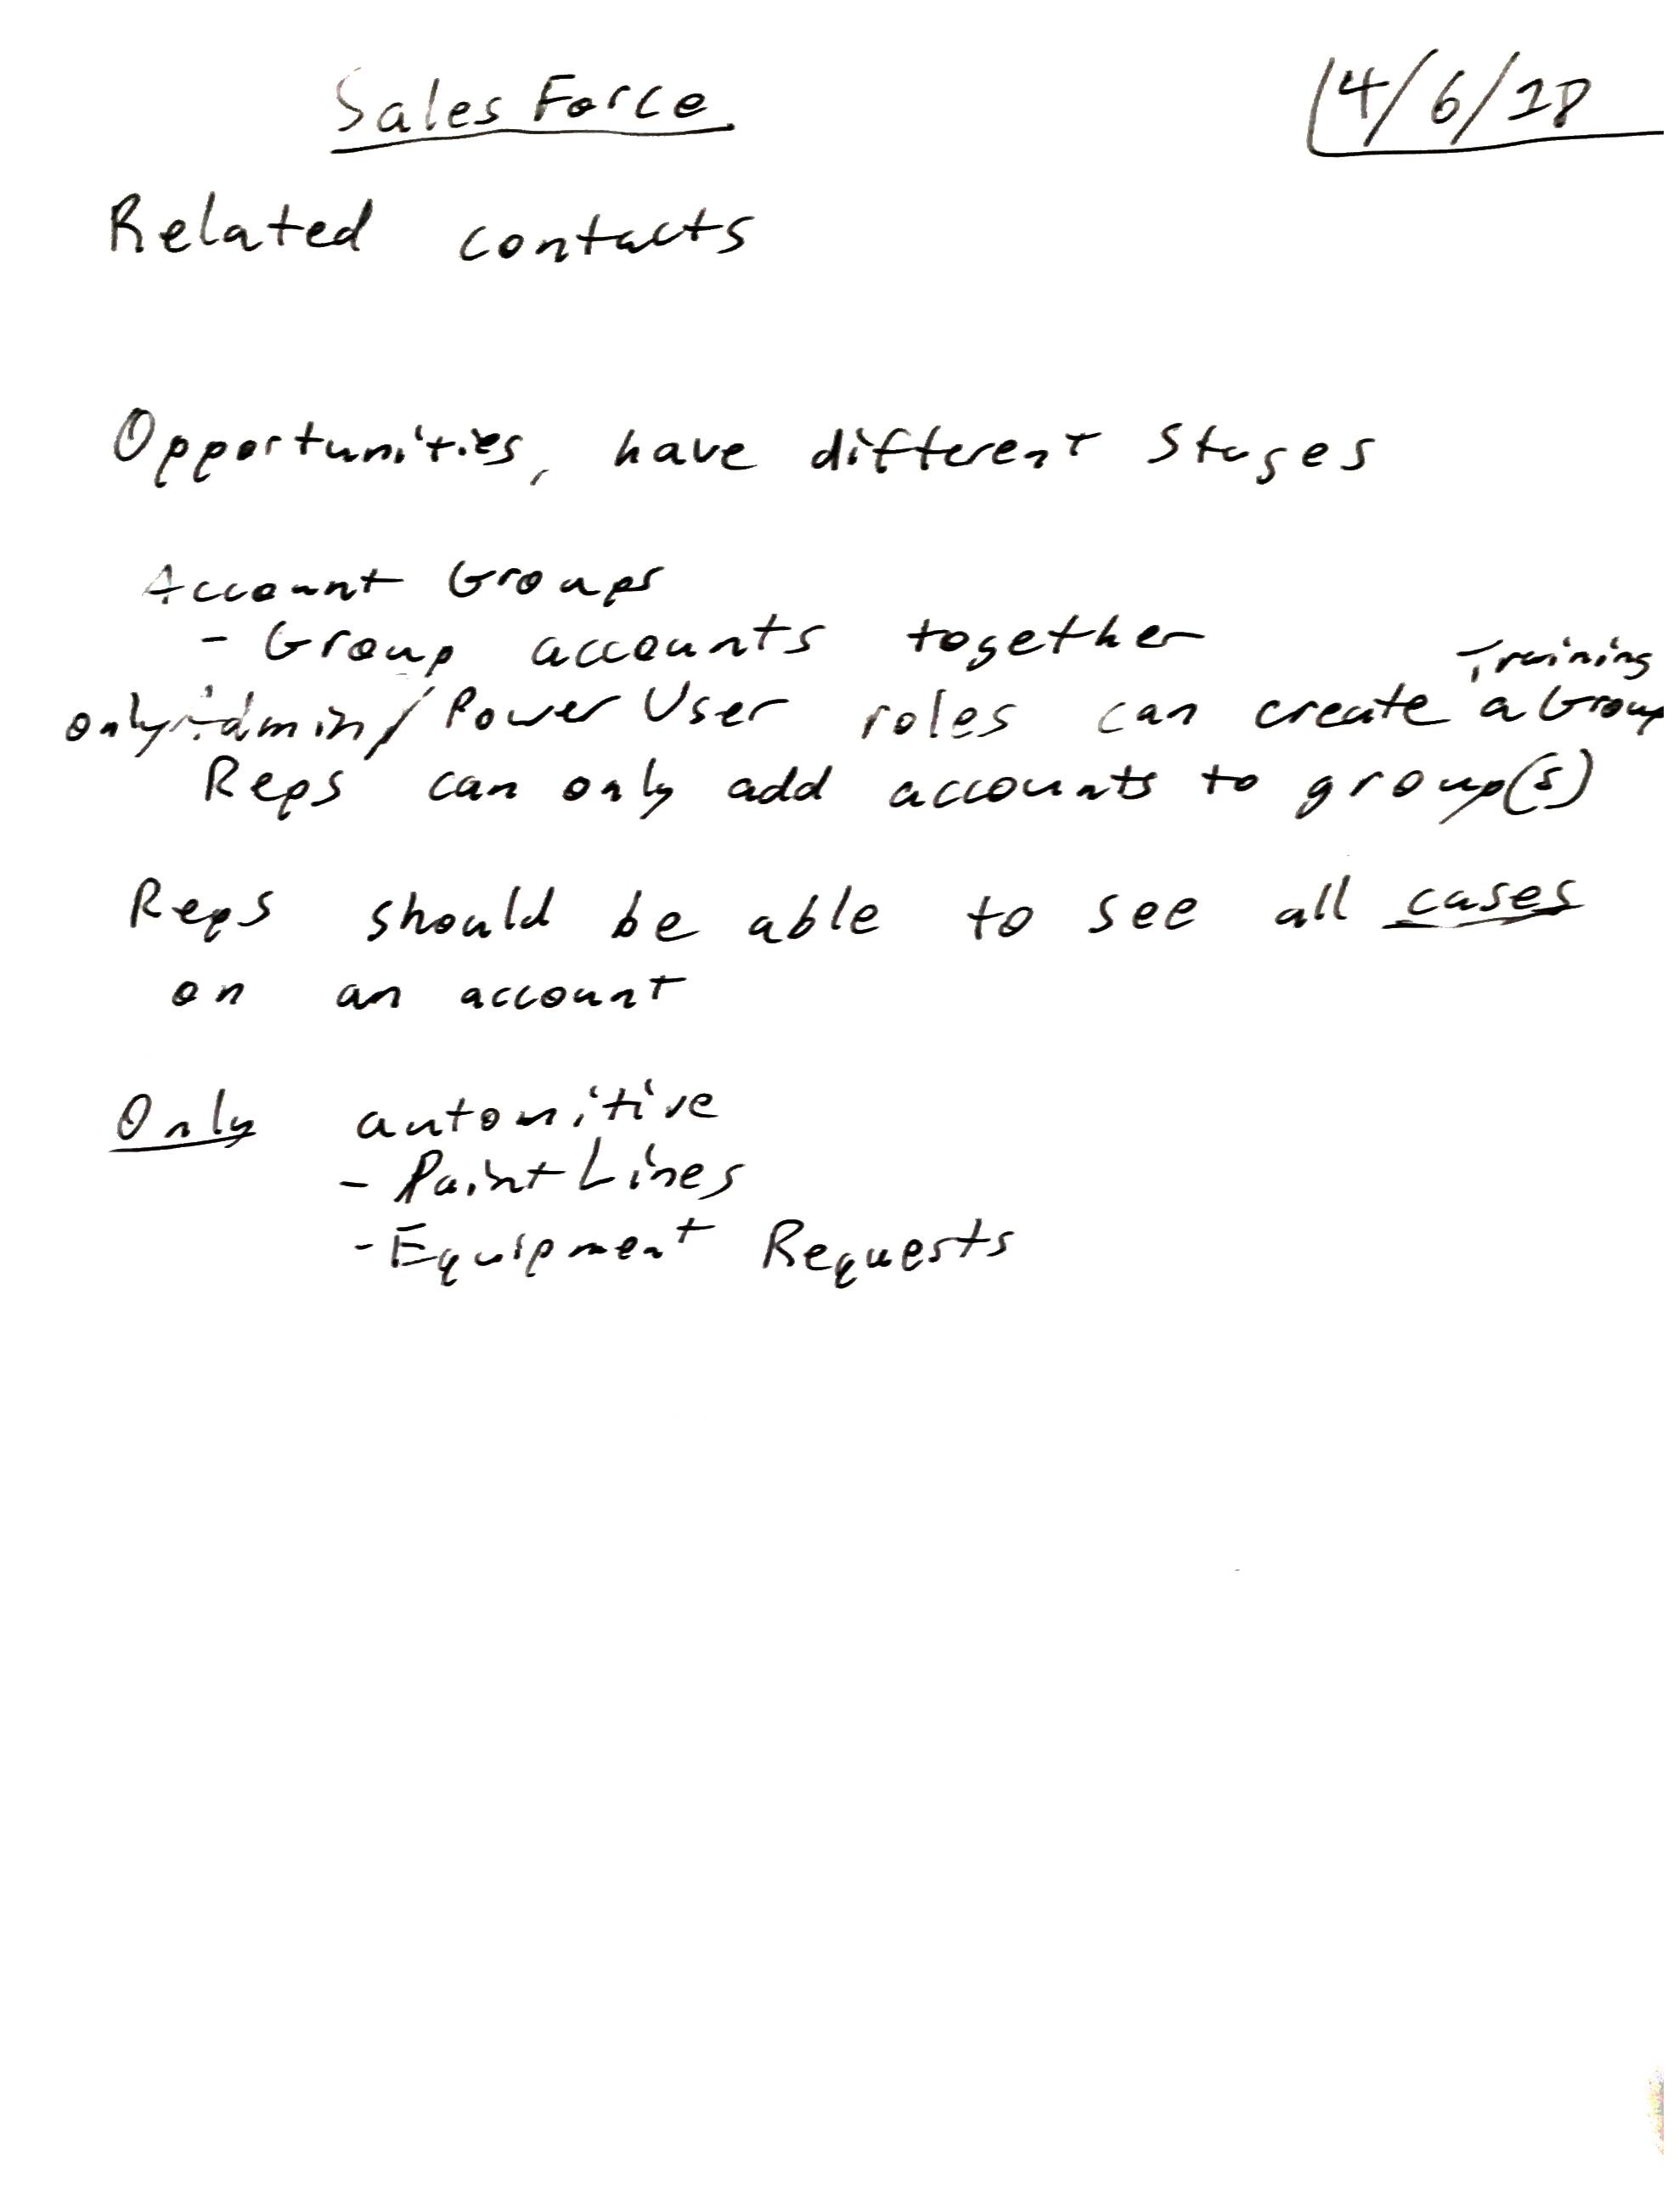 Sales Force
4/6/18
Related contacts
Opportunities, have different stages
Account Groups
- Group accounts together
Training
only Admin/Power User roles can create a Group
Reps can only add accounts to group(s)
Reps should be able to see all cases
on an account
Only automitive
- Paint Lines
- Equipment Requests